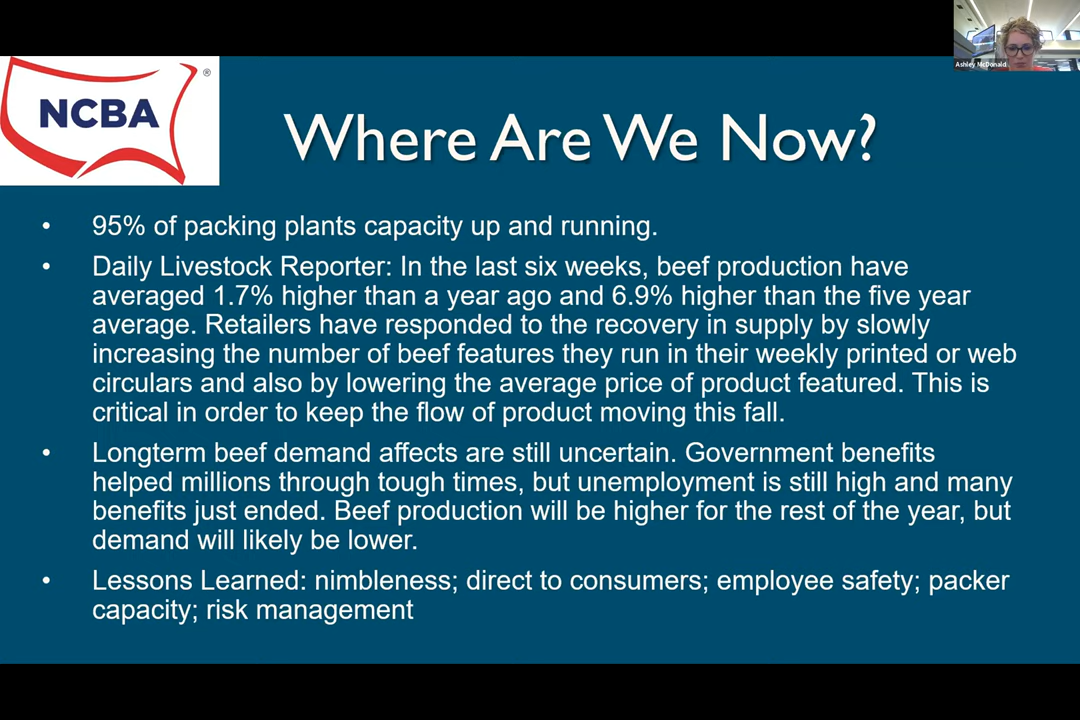 Ashley McDonald
NCBA
®
Where Are We Now?
• 95% of packing plants capacity up and running.
• Daily Livestock Reporter: In the last six weeks, beef production have
averaged 1.7% higher than a year ago and 6.9% higher than the five year
average. Retailers have responded to the recovery in supply by slowly
increasing the number of beef features they run in their weekly printed or web
circulars and also by lowering the average price of product featured. This is
critical in order to keep the flow of product moving this fall.
• Longterm beef demand affects are still uncertain. Government benefits
helped millions through tough times, but unemployment is still high and many
benefits just ended. Beef production will be higher for the rest of the year, but
demand will likely be lower.
• Lessons Learned: nimbleness; direct to consumers; employee safety; packer
capacity; risk management